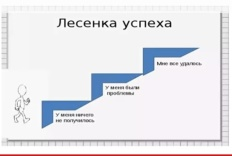 Лесенка успеха
Мне все удалось
У меня были
проблемы
У меня ничего
не получилось